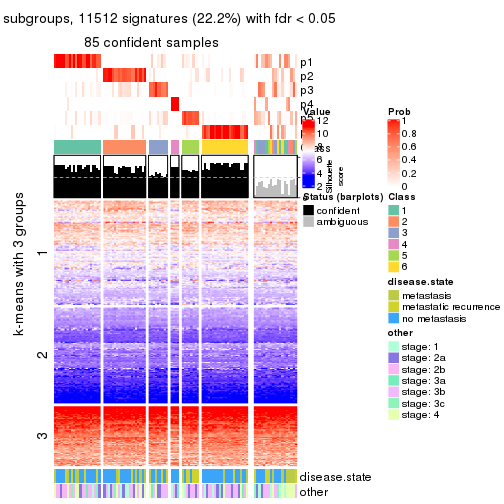 subgroups, 11512 signatures (22.2%) with fdr < 0.05
85 confident samples
p1
p2
p3
p4
k-means with 3 groups
1
2
3
Silhouette
score
disease.state
other
Value
12
10
8
6
4
2
Status (barplots)
confident
ambiguous
Prob
1
0.8
0.6
0.4
0.2
0
Class
1
2
3
4
5
6
disease.state
metastasis
metastatic recurrence
no metastasis
other
stage: 1
stage: 2a
stage: 2b
stage: 3a
stage: 3b
stage: 3c
stage: 4